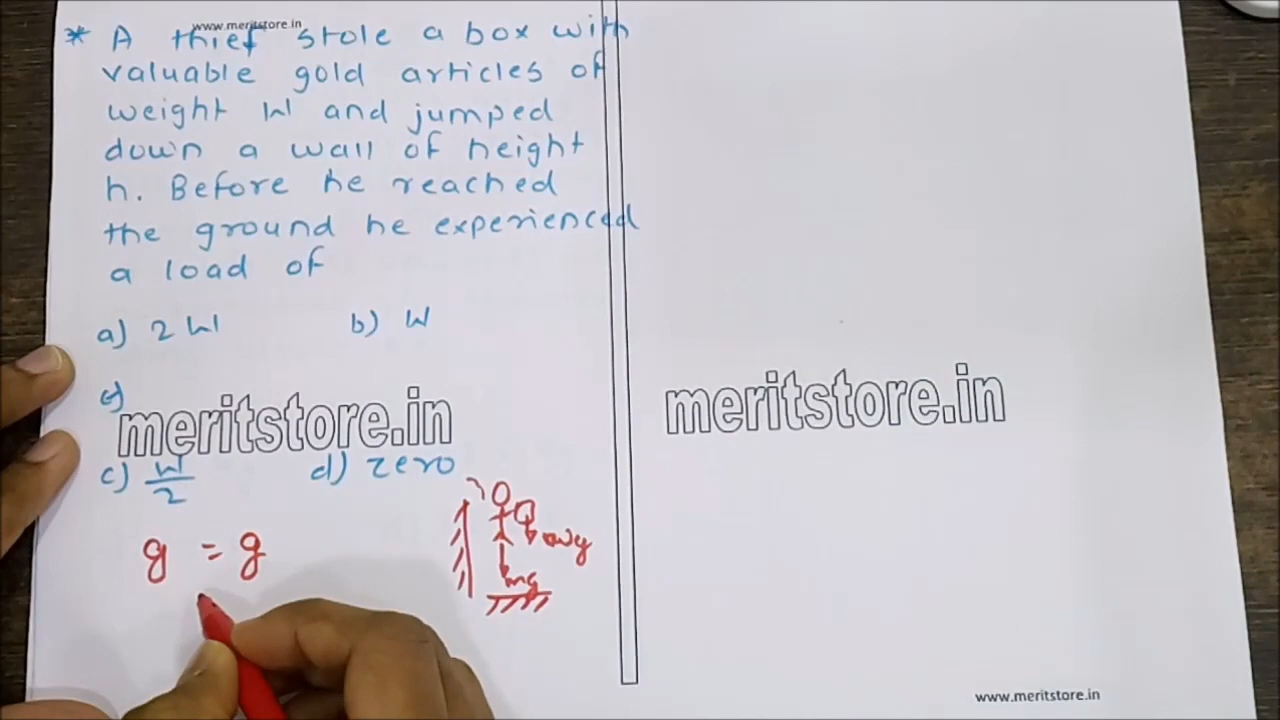 www.meritstore.in
* A thief stole a box with
valuable gold articles of
weight W and jumped
down a wall of height
h. Before he reached
the ground he experienced
a load of
a) 2W b) W
meritstore.in
c) W/2 d) zero
g = g
wg
mg
meritstore.in
www.meritstore.in